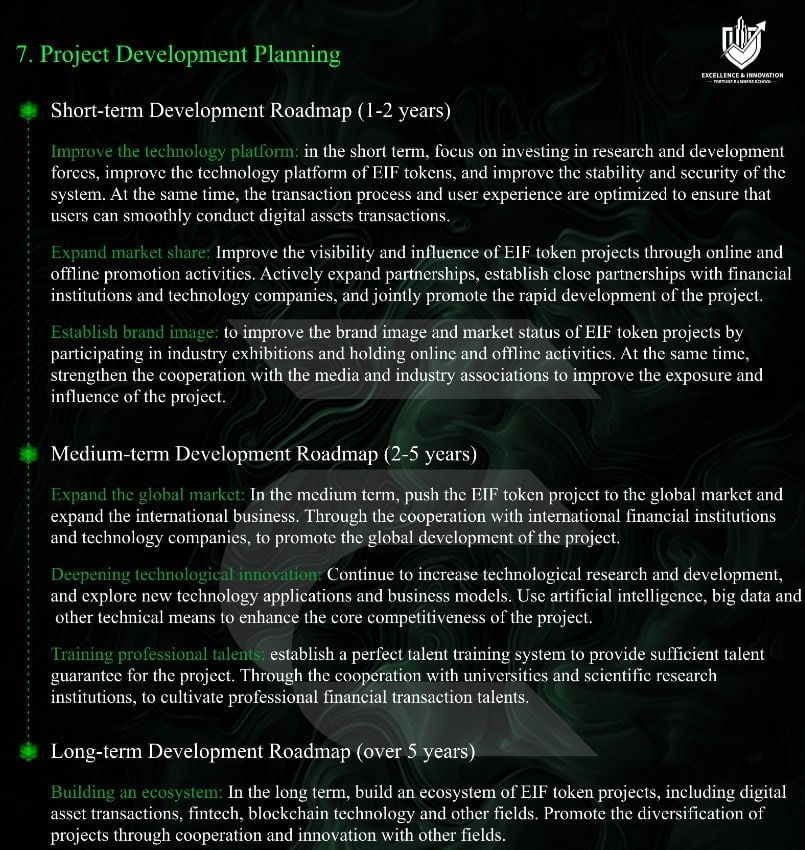 7. Project Development Planning
EXCELLENCE & INNOVATION
FORTUNE BUSINESS SCHOOL
Short-term Development Roadmap (1-2 years)
Improve the technology platform: in the short term, focus on investing in research and development
forces, improve the technology platform of EIF tokens, and improve the stability and security of the
system. At the same time, the transaction process and user experience are optimized to ensure that
users can smoothly conduct digital assets transactions.
Expand market share: Improve the visibility and influence of EIF token projects through online and
offline promotion activities. Actively expand partnerships, establish close partnerships with financial
institutions and technology companies, and jointly promote the rapid development of the project.
Establish brand image: to improve the brand image and market status of EIF token projects by
participating in industry exhibitions and holding online and offline activities. At the same time,
strengthen the cooperation with the media and industry associations to improve the exposure and
influence of the project.
Medium-term Development Roadmap (2-5 years)
Expand the global market: In the medium term, push the EIF token project to the global market and
expand the international business. Through the cooperation with international financial institutions
and technology companies, to promote the global development of the project.
Deepening technological innovation: Continue to increase technological research and development,
and explore new technology applications and business models. Use artificial intelligence, big data and
other technical means to enhance the core competitiveness of the project.
Training professional talents: establish a perfect talent training system to provide sufficient talent
guarantee for the project. Through the cooperation with universities and scientific research
institutions, to cultivate professional financial transaction talents.
Long-term Development Roadmap (over 5 years)
Building an ecosystem: In the long term, build an ecosystem of EIF token projects, including digital
asset transactions, fintech, blockchain technology and other fields. Promote the diversification of
projects through cooperation and innovation with other fields.